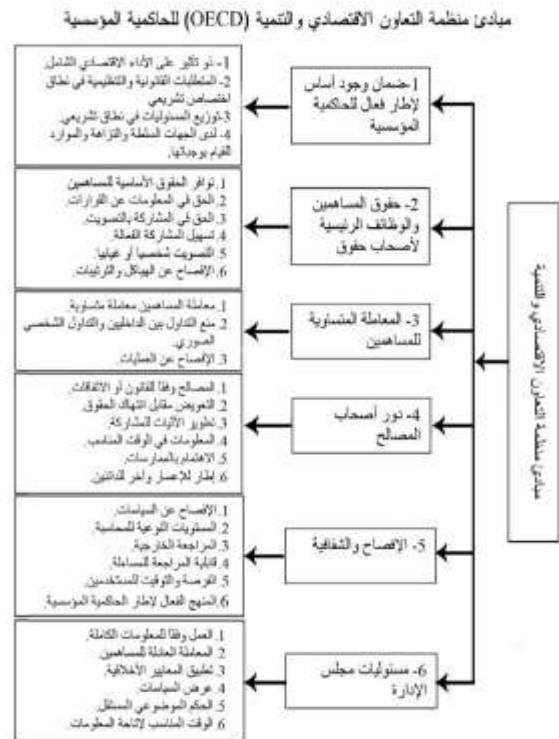 مبادئ منظمة التعاون الاقتصادي والتنمية (OECD) للحاكمية المؤسسية
مبادئ منظمة التعاون الاقتصادي والتنمية
1-ضمان وجود أساس
لإطار فعال للحاكمية
المؤسسية
1- ذو تأثير على الأداء الاقتصادي الشامل.
2- المتطلبات القانونية والتنظيمية في نطاق
اختصاص تشريعي
3-توزيع المسئوليات في نطاق تشريعي.
4- لدى الجهات السلطة والنزاهة والموارد
للقيام بوجباتها.
2- حقوق المساهمين
والوظائف الرئيسية
لأصحاب حقوق
1. توافر الحقوق الأساسية للمساهمين
2. الحق في المعلومات عن القرارات.
3. الحق في المشاركة بالتصويت.
4. تسهيل المشاركة الفعالة.
5. التصويت شخصيا أو غيابيا.
6. الإفصاح عن الهياكل والترتيبات.
3- المعاملة المتساوية
للمساهمين
1. معاملة المساهمين معاملة متساوية.
2. منع التداول بين الداخليين والتداول الشخصي
الصوري.
3. الإفصاح عن العمليات.
4- دور أصحاب
المصالح
1. المصالح وفقا للقانون أو الاتفاقات.
2. التعويض مقابل انتهاك الحقوق.
3. تطوير الآليات للمشاركة.
4. المعلومات في الوقت المناسب.
5. الاهتمام بالممارسات.
6. إطار للإعسار وآخر للدائنين.
5- الإفصاح والشفافية
1. الإفصاح عن السياسات.
2. المستويات النوعية للمحاسبة.
3. المراجعة الخارجية.
4. قابلية المراجعة للمساءلة.
5. الفرصة والتوقيت للمستخدمين.
6. المنهج الفعال لإطار الحاكمية المؤسسية.
6- مسئوليات مجلس
الإدارة
1. العمل وفقا للمعلومات الكاملة.
2. المعاملة العادلة للمساهمين.
3. تطبيق المعايير الأخلاقية.
4. عرض السياسات.
5. الحكم الموضوعي المستقل.
6. الوقت المناسب لإتاحة المعلومات.